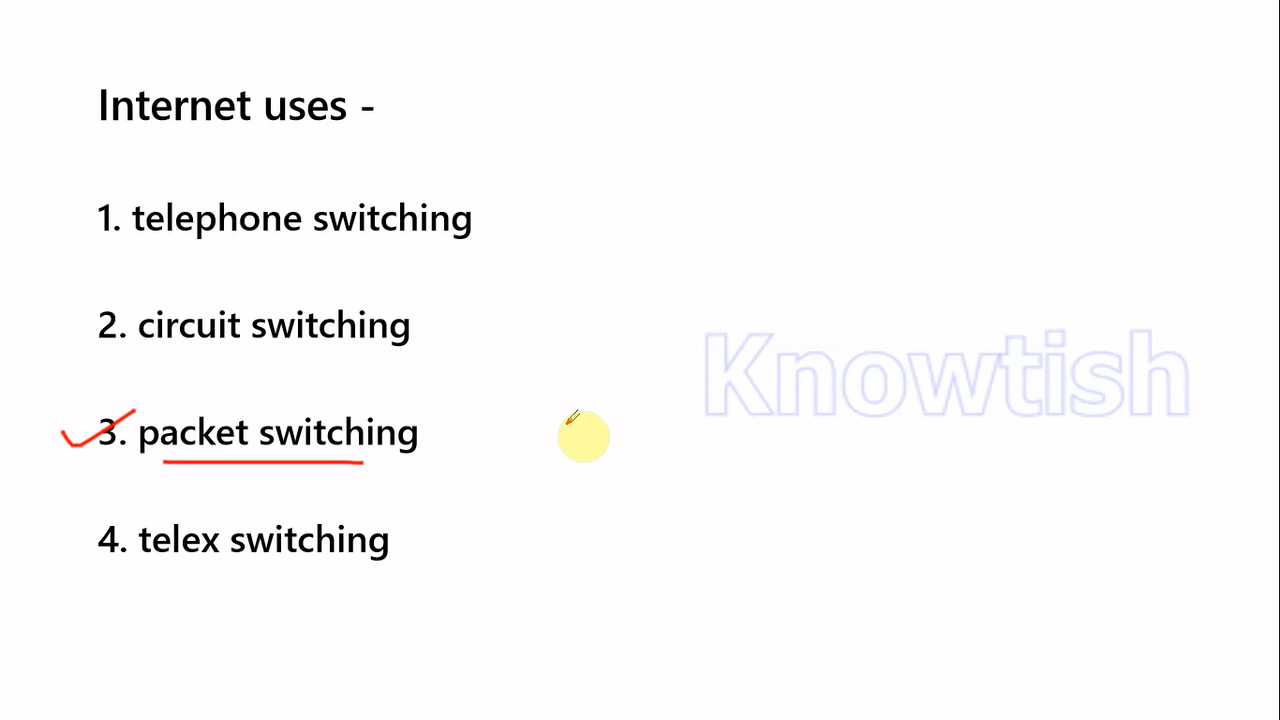 Internet uses -
1. telephone switching
2. circuit switching
Knowtish
3. packet switching
4. telex switching